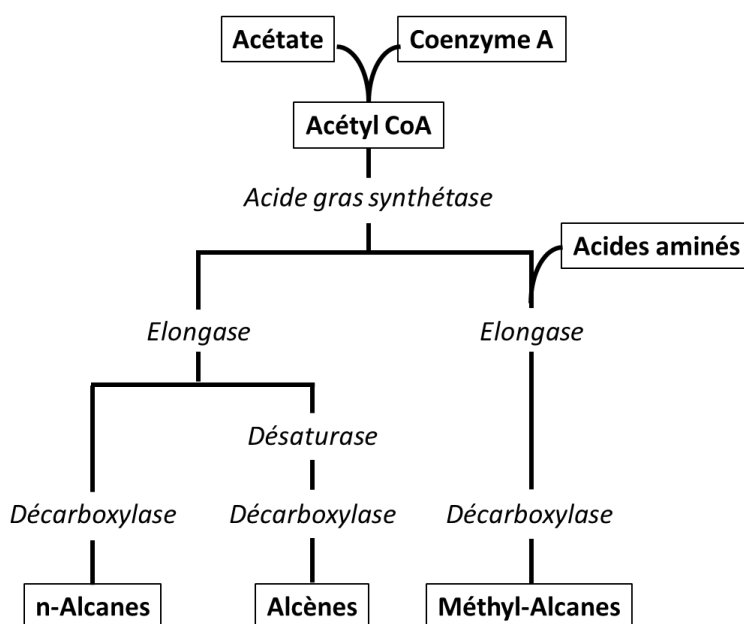 Acétate
Coenzyme A
Acétyl CoA
Acide gras synthétase
Acides aminés
Elongase
Elongase
Désaturase
Décarboxylase
Décarboxylase
Décarboxylase
n-Alcanes
Alcènes
Méthyl-Alcanes